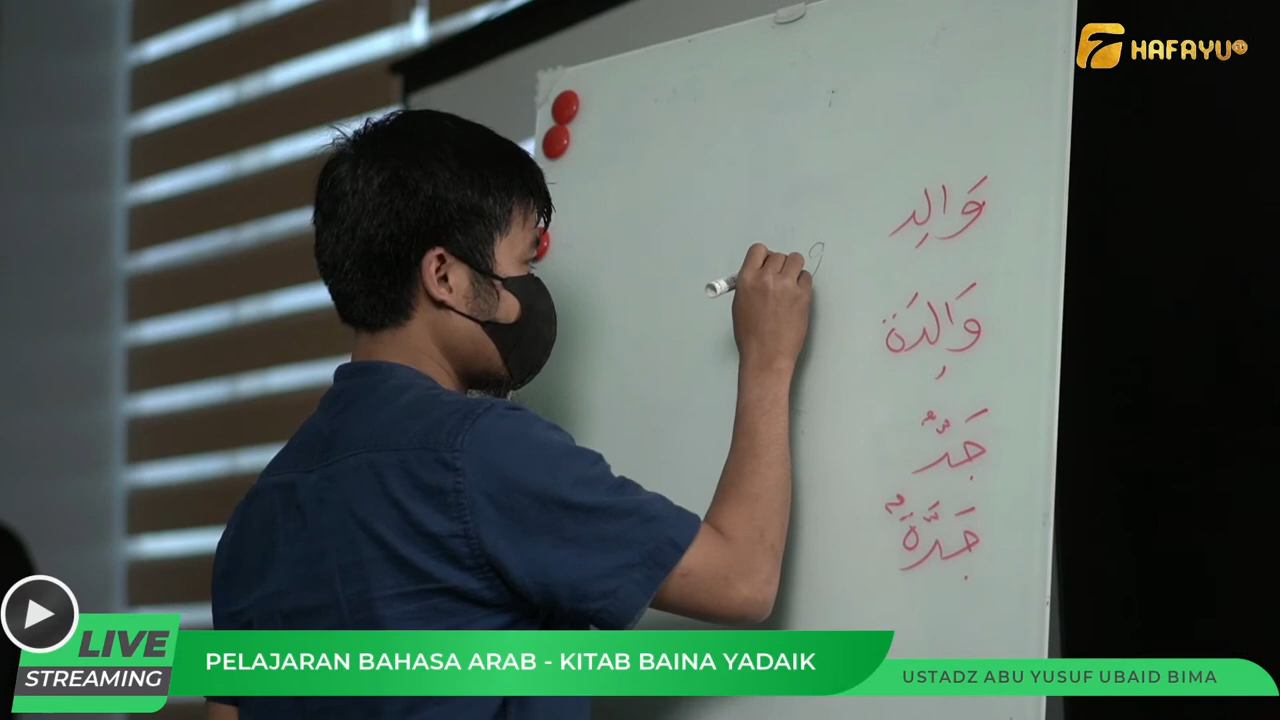 HAFAYU
وَالِد
وَالِدَة
جَدٌّ
جَدَّةٌ
LIVE
STREAMING
PELAJARAN BAHASA ARAB - KITAB BAINA YADAIK
USTADZ ABU YUSUF UBAID BIMA